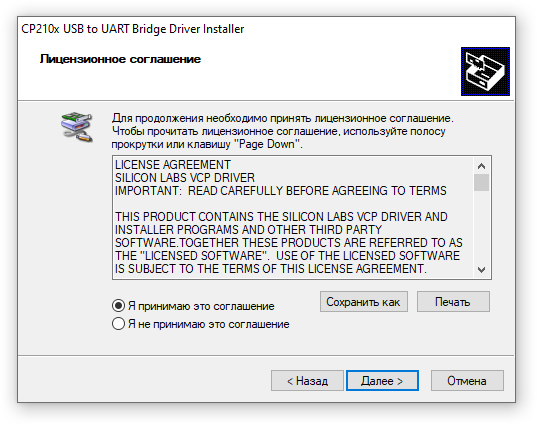 CP210x USB to UART Bridge Driver Installer
Лицензионное соглашение
Для продолжения необходимо принять лицензионное соглашение.
Чтобы прочитать лицензионное соглашение, используйте полосу
прокрутки или клавишу "Page Down".
LICENSE AGREEMENT
SILICON LABS VCP DRIVER
IMPORTANT:  READ CAREFULLY BEFORE AGREEING TO TERMS
THIS PRODUCT CONTAINS THE SILICON LABS VCP DRIVER AND
INSTALLER PROGRAMS AND OTHER THIRD PARTY
SOFTWARE.TOGETHER THESE PRODUCTS ARE REFERRED TO AS
THE "LICENSED SOFTWARE".  USE OF THE LICENSED SOFTWARE
IS SUBJECT TO THE TERMS OF THIS LICENSE AGREEMENT.
Я принимаю это соглашение
Сохранить как
Печать
Я не принимаю это соглашение
< Назад
Далее >
Отмена